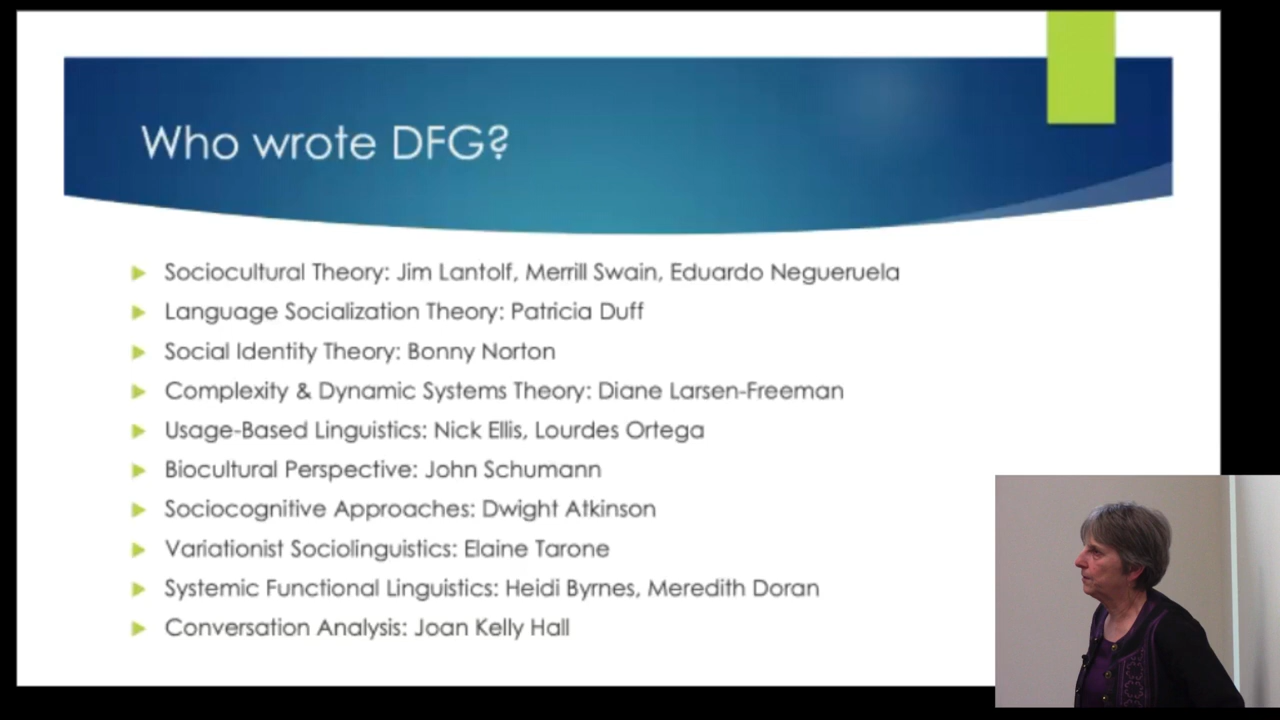 Who wrote DFG?
Sociocultural Theory: Jim Lantolf, Merrill Swain, Eduardo Negueruela
Language Socialization Theory: Patricia Duff
Social Identity Theory: Bonny Norton
Complexity & Dynamic Systems Theory: Diane Larsen-Freeman
Usage-Based Linguistics: Nick Ellis, Lourdes Ortega
Biocultural Perspective: John Schumann
Sociocognitive Approaches: Dwight Atkinson
Variationist Sociolinguistics: Elaine Tarone
Systemic Functional Linguistics: Heidi Byrnes, Meredith Doran
Conversation Analysis: Joan Kelly Hall